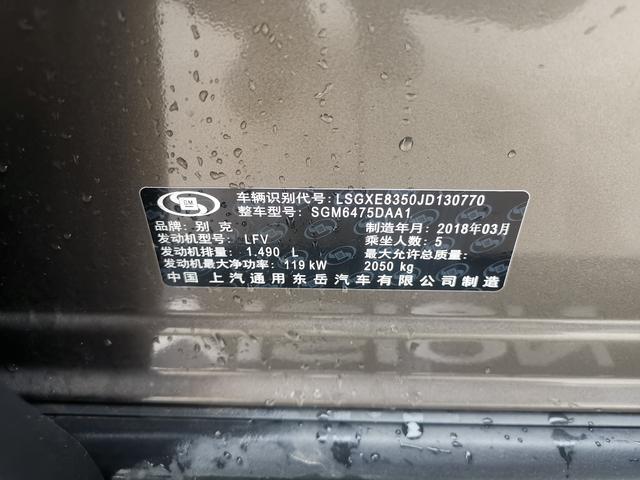 GM
车辆识别代号: LSGXE8350JD130770
整车型号: SGM6475DAA1
品牌: 别 克 制造年月: 2018年03月
发动机型号: LFV 乘坐人数: 5
发动机排量: 1.490 L 最大允许总质量:
发动机最大净功率: 119 kW 2050 kg
中国 上汽通用东岳汽车有限公司制造